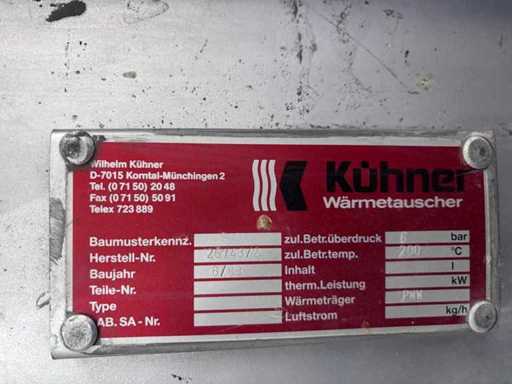 Wilhelm Kühner
D-7015 Korntal-Münchingen 2
Tel. (0 71 50) 20 48
Fax (0 71 50) 50 91
Telex 723 889
Kühner
Wärmetauscher
Baumusterkennz. zul.Betr.überdruck 6 bar
Herstell-Nr. zul.Betr.temp. 200 °C
Baujahr Inhalt l
Teile-Nr. therm.Leistung kW
Type Wärmeträger PWW
AB. SA - Nr. Luftstrom kg/h